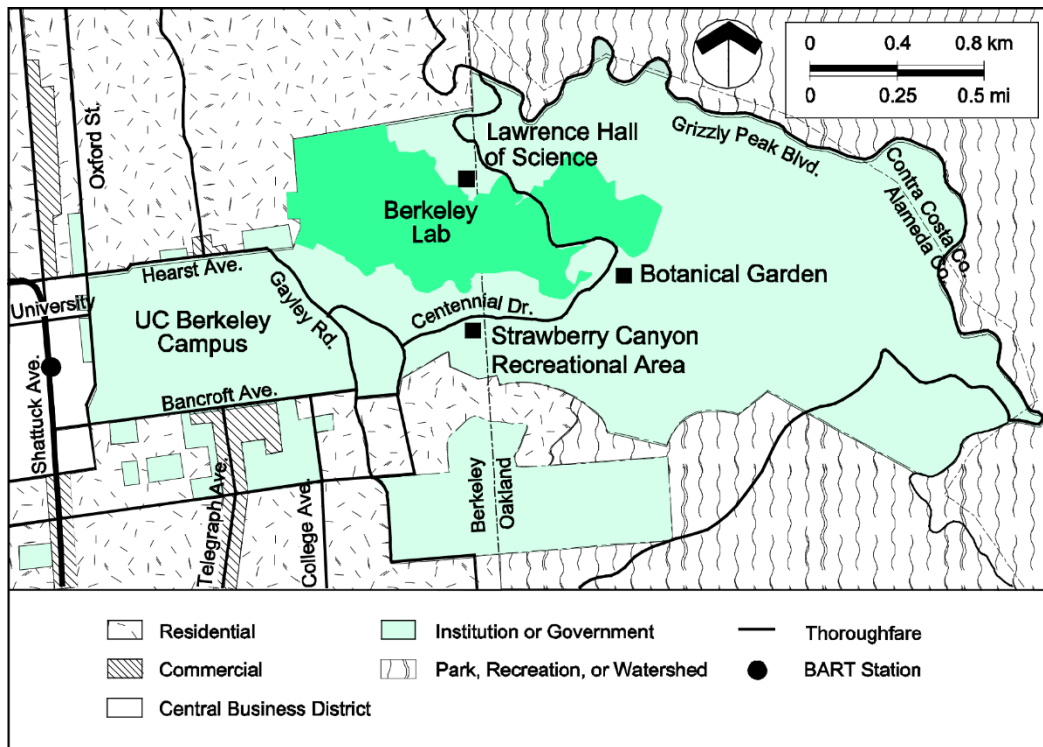 0 0.4 0.8 km
0 0.25 0.5 mi
Oxford St.
Lawrence Hall
of Science
Grizzly Peak Blvd.
Contra Costa Co.
Alameda Co.
Berkeley
Lab
Hearst Ave.
Gayley Rd.
Botanical Garden
University
Centennial Dr.
UC Berkeley
Campus
Strawberry Canyon
Recreational Area
Shattuck Ave.
Bancroft Ave.
Telegraph Ave.
College Ave.
Berkeley
Oakland
Residential
Institution or Government
Thoroughfare
Commercial
Park, Recreation, or Watershed
BART Station
Central Business District